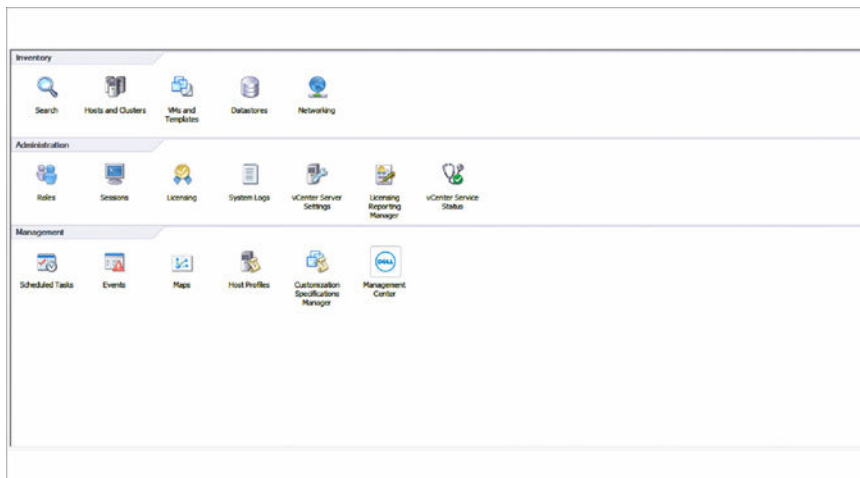 Inventory
Search
Hosts and Clusters
VMs and
Templates
Datastores
Networking
Administration
Roles
Sessions
Licensing
System Logs
vCenter Server
Settings
Licensing
Reporting
Manager
vCenter Service
Status
Management
Scheduled Tasks
Events
Maps
Host Profiles
Customization
Specifications
Manager
DELL
Management
Center